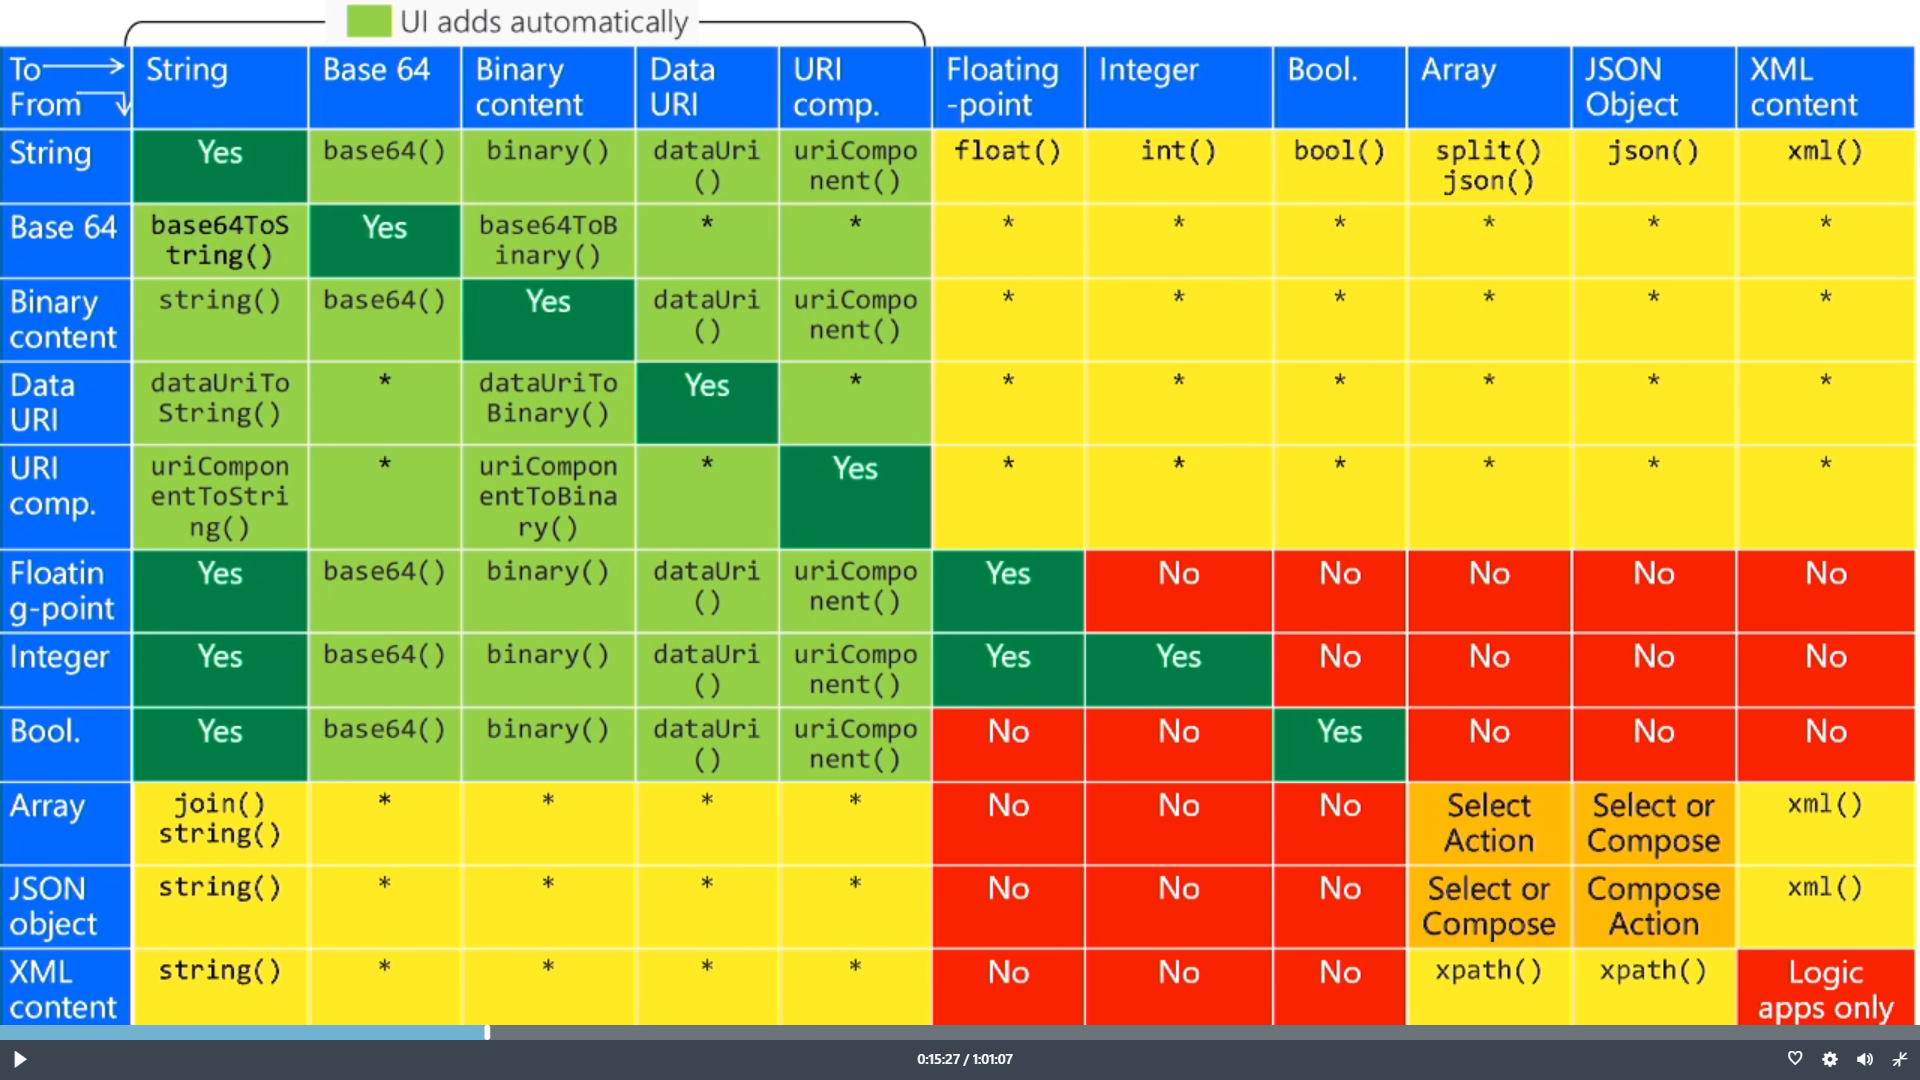 UI adds automatically
To
From
String
Base 64
Binary
content
Data
URI
URI
comp.
Floating
-point
Integer
Bool.
Array
JSON
Object
XML
content
String
Yes
base64()
binary()
dataUri
()
uriCompo
nent()
float()
int()
bool()
split()
json()
json()
xml()
Base 64
base64ToS
tring()
Yes
base64ToB
inary()
*
*
*
*
*
*
*
*
Binary
content
string()
base64()
Yes
dataUri
()
uriCompo
nent()
*
*
*
*
*
*
Data
URI
dataUriTo
String()
*
dataUriTo
Binary()
Yes
*
*
*
*
*
*
*
URI
comp.
uriCompon
entToStri
ng()
*
uriCompon
entToBina
ry()
*
Yes
*
*
*
*
*
*
Floatin
g-point
Yes
base64()
binary()
dataUri
()
uriCompo
nent()
Yes
No
No
No
No
No
Integer
Yes
base64()
binary()
dataUri
()
uriCompo
nent()
Yes
Yes
No
No
No
No
Bool.
Yes
base64()
binary()
dataUri
()
uriCompo
nent()
No
No
Yes
No
No
No
Array
join()
string()
*
*
*
*
No
No
No
Select
Action
Select or
Compose
xml()
JSON
object
string()
*
*
*
*
No
No
No
Select or
Compose
Compose
Action
xml()
XML
content
string()
*
*
*
*
No
No
No
xpath()
xpath()
Logic
apps only
0:15:27 / 1:01:07